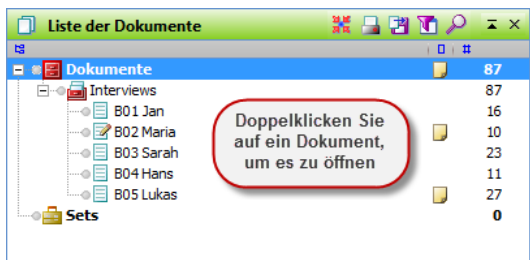 Liste der Dokumente
#
Dokumente 87
Interviews 87
B01 Jan 16
B02 Maria 10
B03 Sarah 23
B04 Hans 11
B05 Lukas 27
Sets 0
Doppelklicken Sie
auf ein Dokument,
um es zu öffnen